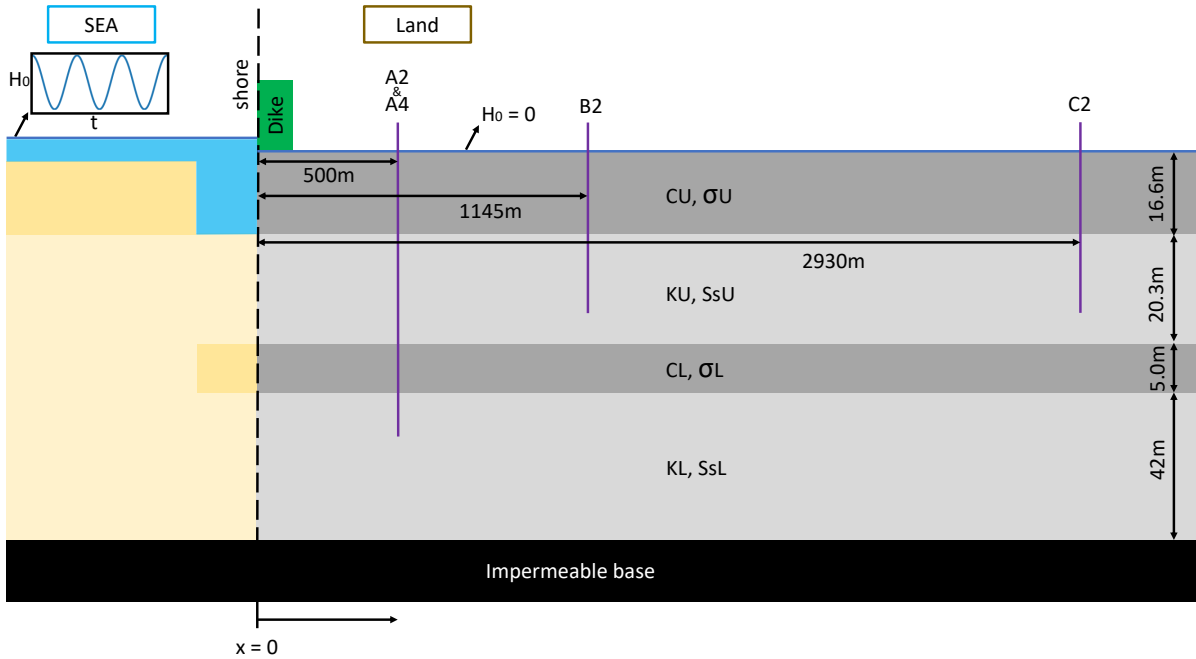 SEA
Land
H₀
t
shore
Dike
A2
&
A4
H₀ = 0
B2
C2
500m
1145m
2930m
CU, σU
16.6m
KU, SsU
20.3m
CL, σL
5.0m
KL, SsL
42m
Impermeable base
x = 0